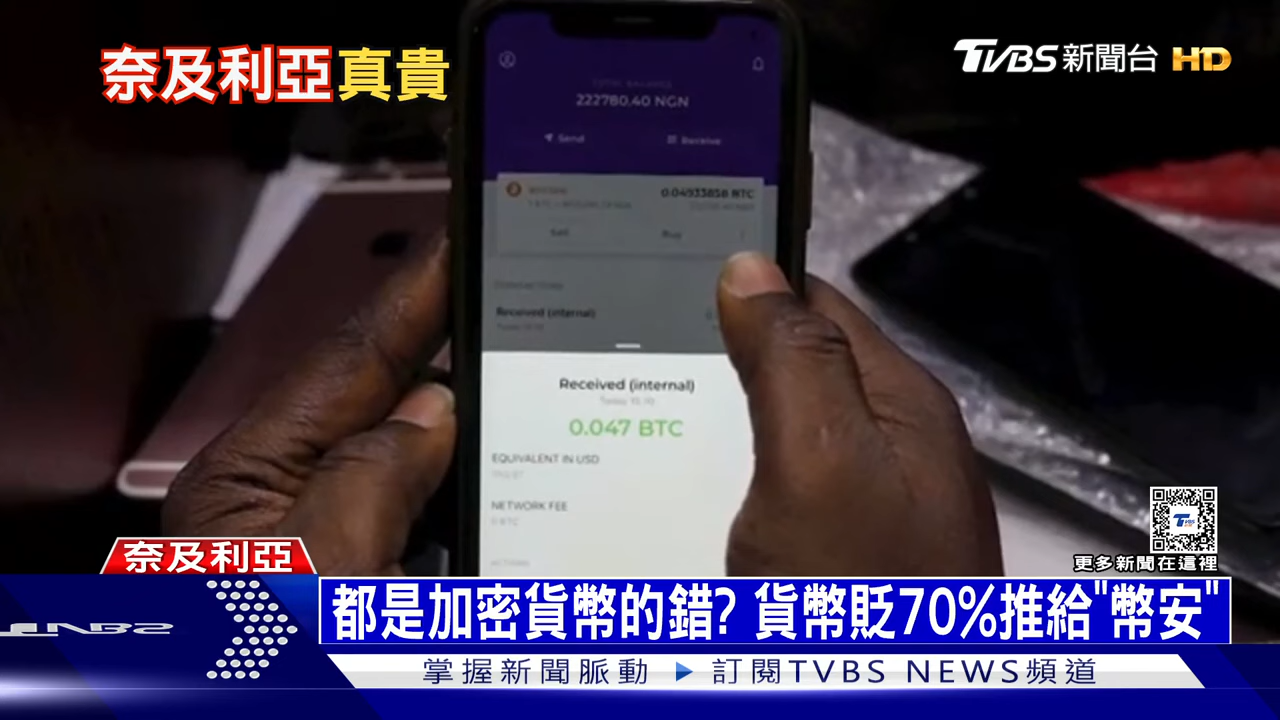 奈及利亞真貴
TVBS新聞台 HD
TOTAL BALANCE
222780.40 NGN
Send
Receive
0.04933858 BTC
Sell
Buy
Received (internal)
Received (internal)
0.047 BTC
EQUIVALENT IN USD
NETWORK FEE
0 BTC
TVBS
更多新聞在這裡
奈及利亞
都是加密貨幣的錯? 貨幣貶70%推給"幣安"
TVBS
掌握新聞脈動 ▶ 訂閱TVBS NEWS頻道